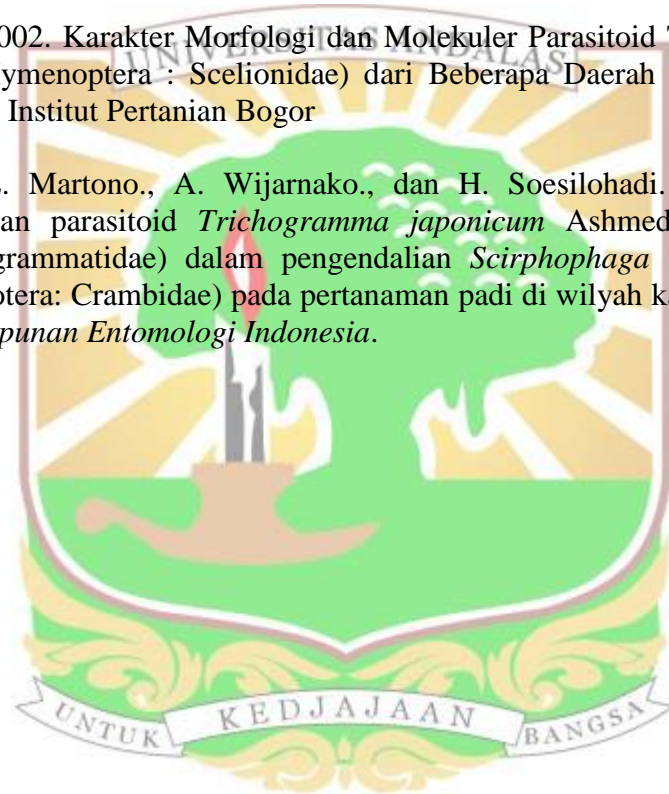 002. Karakter Morfologi dan Molekuler Parasitoid
UNIVERSITAS ANDALAS
ymenoptera : Scelionidae) dari Beberapa Daerah
Institut Pertanian Bogor
. Martono., A. Wijarnako., dan H. Soesilohadi.
an parasitoid Trichogramma japonicum Ashmed
grammatidae) dalam pengendalian Scirphophaga
ptera: Crambidae) pada pertanaman padi di wilyah ka
punan Entomologi Indonesia.
UNTUK KEDJAJAAN BANGSA